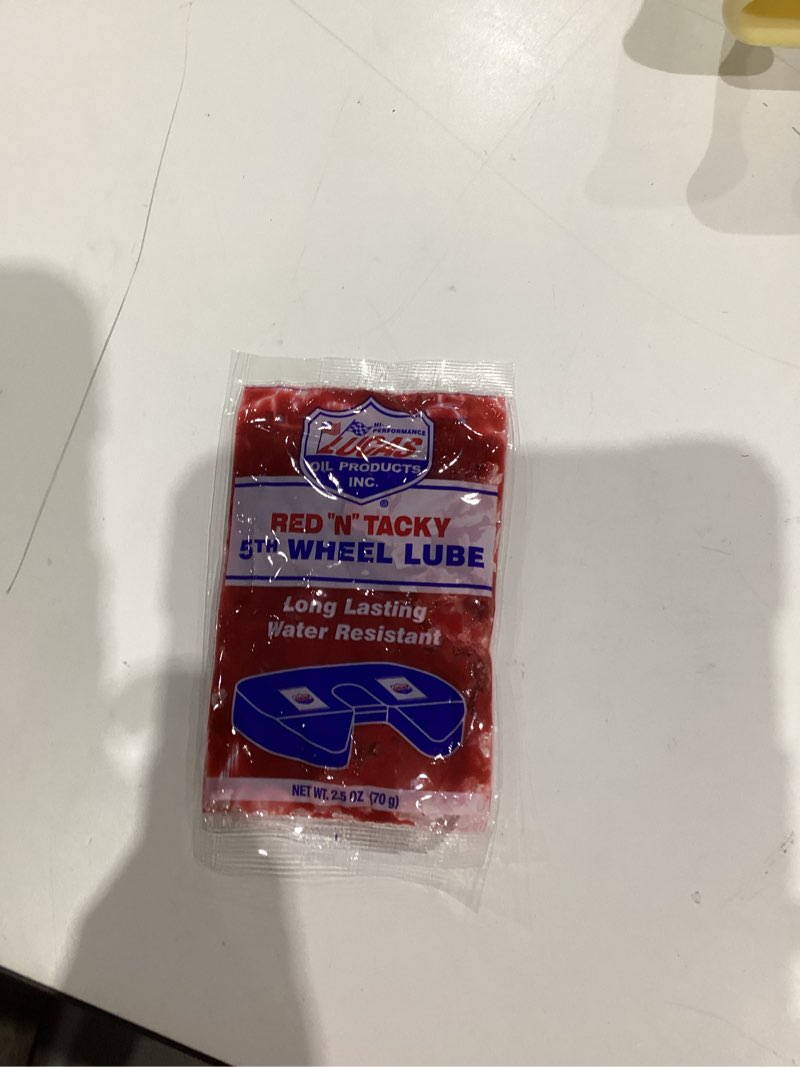 HI-PERFORMANCE
LUCAS
OIL PRODUCTS
INC.
®
RED "N" TACKY
5TH WHEEL LUBE
Long Lasting
Water Resistant
NET WT. 2.5 OZ (70 g)